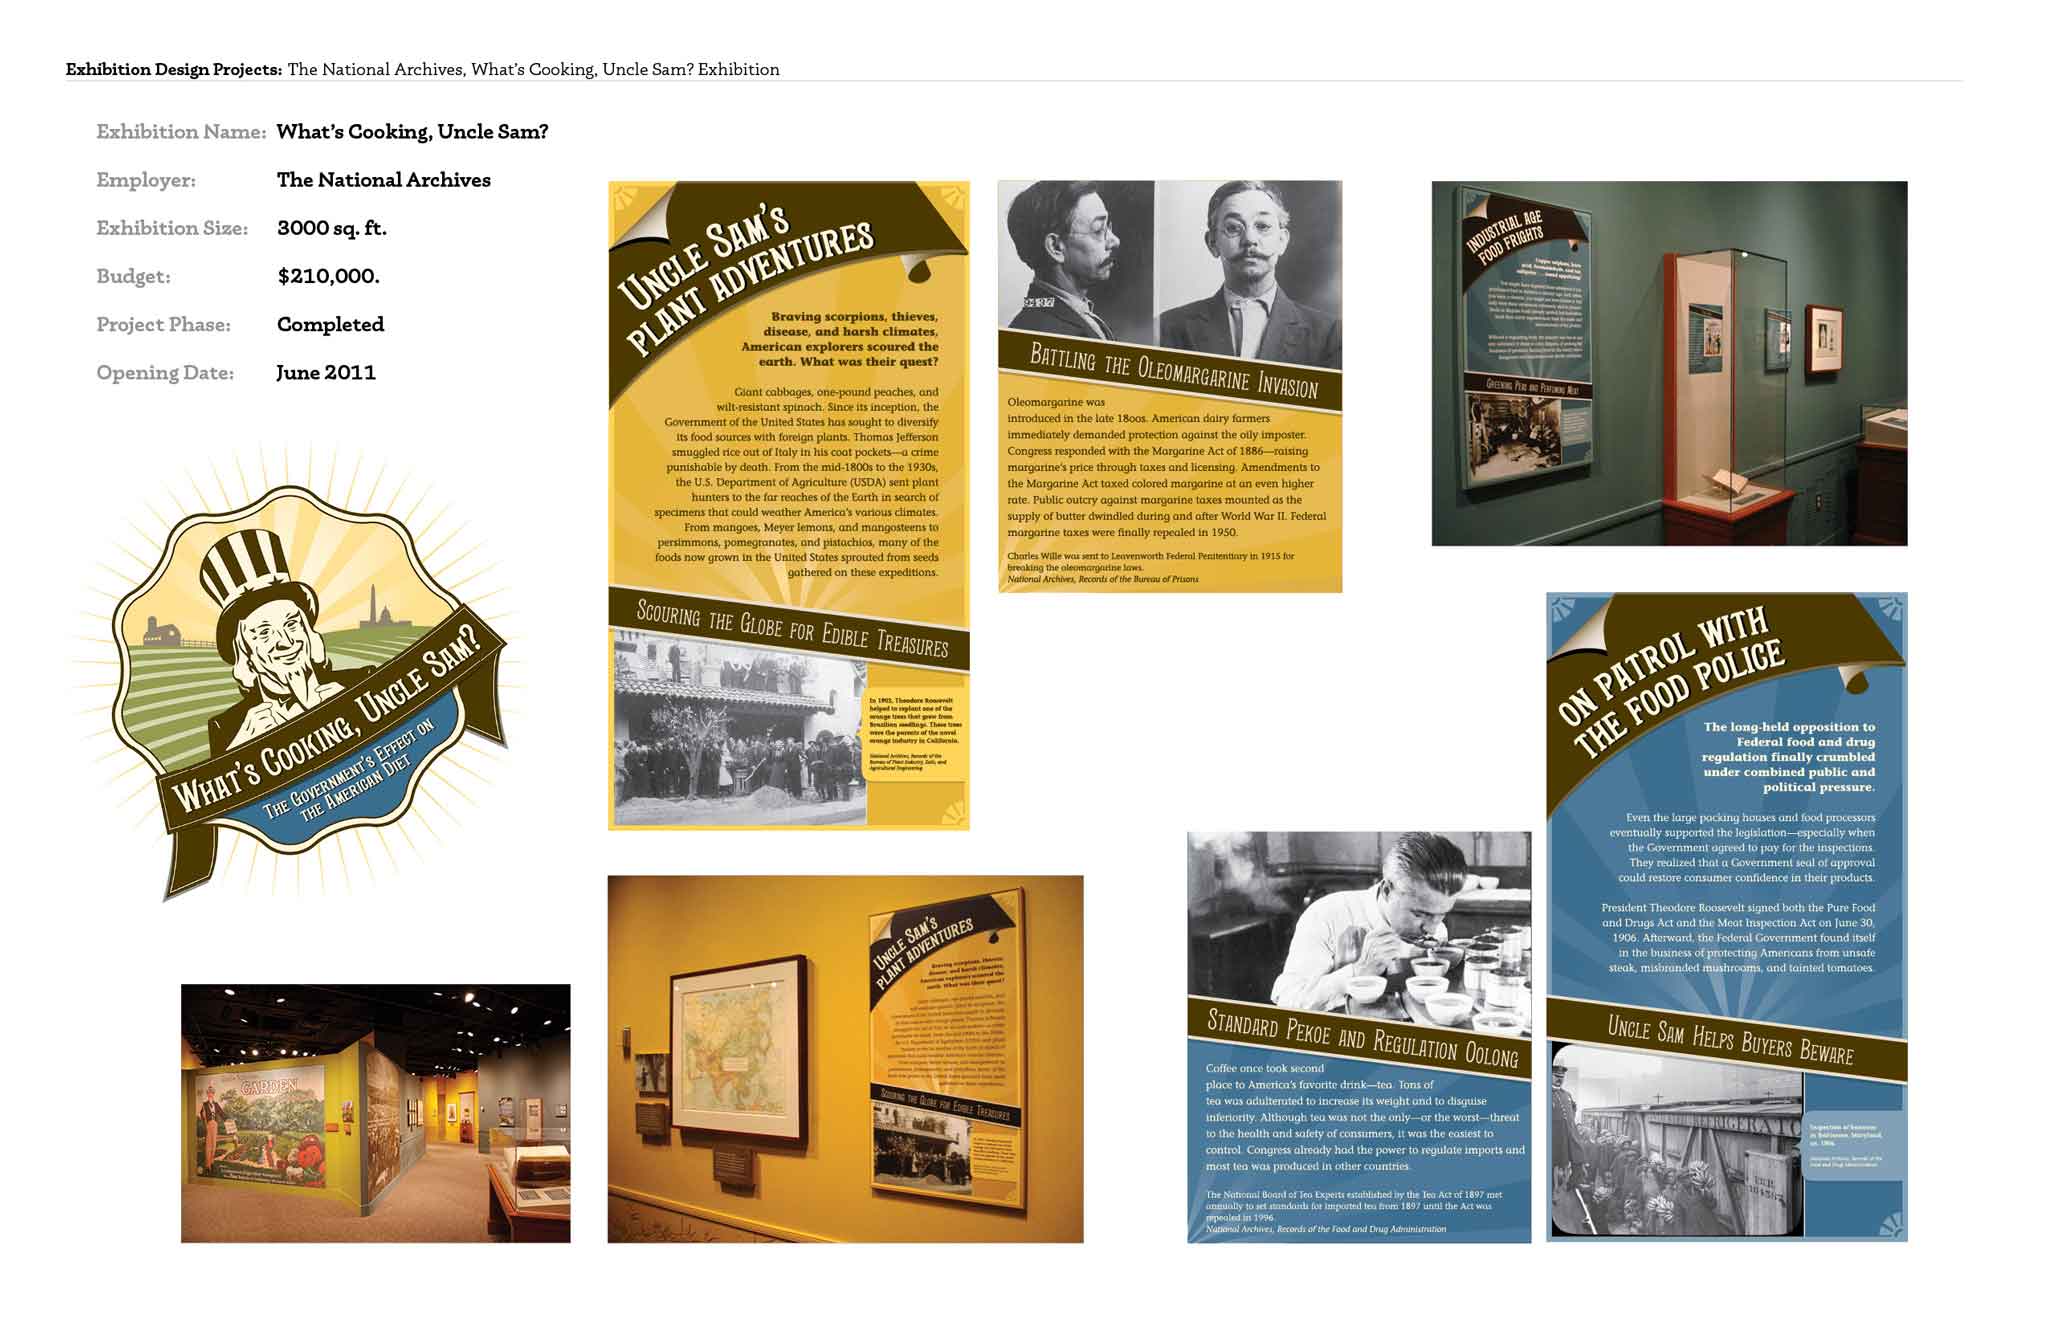 Exhibition Design Projects: The National Archives, What's Cooking, Uncle Sam? Exhibition
Exhibition Name: What's Cooking, Uncle Sam?
Employer: The National Archives
Exhibition Size: 3000 sq. ft.
Budget: $210,000.
Project Phase: Completed
Opening Date: June 2011
WHAT'S COOKING, UNCLE SAM?
THE GOVERNMENT'S EFFECT ON
THE AMERICAN DIET
GARDEN
UNCLE SAM'S
PLANT ADVENTURES
Braving scorpions, thieves,
disease, and harsh climates,
American explorers scoured the
earth. What was their quest?
Giant cabbages, one-pound peaches, and
wilt-resistant spinach. Since its inception, the
Government of the United States has sought to diversify
its food sources with foreign plants. Thomas Jefferson
smuggled rice out of Italy in his coat pockets—a crime
punishable by death. From the mid-1800s to the 1930s,
the U.S. Department of Agriculture (USDA) sent plant
hunters to the far reaches of the Earth in search of
specimens that could weather America's various climates.
From mangoes, Meyer lemons, and mangosteens to
persimmons, pomegranates, and pistachios, many of the
foods now grown in the United States sprouted from seeds
gathered on these expeditions.
SCOURING THE GLOBE FOR EDIBLE TREASURES
In 1903, Theodore Roosevelt
helped to replant one of the
orange trees that grew from
Brazilian seedlings. These trees
were the parents of the navel
orange industry in California.
National Archives, Records of the
Bureau of Plant Industry, Soils, and
Agricultural Engineering
UNCLE SAM'S
PLANT ADVENTURES
Braving scorpions, thieves,
disease, and harsh climates,
American explorers scoured the
earth. What was their quest?
SCOURING THE GLOBE FOR EDIBLE TREASURES
9437
BATTLING THE OLEOMARGARINE INVASION
Oleomargarine was
introduced in the late 1800s. American dairy farmers
immediately demanded protection against the oily imposter.
Congress responded with the Margarine Act of 1886—raising
margarine's price through taxes and licensing. Amendments to
the Margarine Act taxed colored margarine at an even higher
rate. Public outcry against margarine taxes mounted as the
supply of butter dwindled during and after World War II. Federal
margarine taxes were finally repealed in 1950.
Charles Wille was sent to Leavenworth Federal Penitentiary in 1915 for
breaking the oleomargarine laws.
National Archives, Records of the Bureau of Prisons
INDUSTRIAL AGE
FOOD FRIGHTS
GREENING PEAS AND PERFUMING MEAT
STANDARD PEKOE AND REGULATION OOLONG
Coffee once took second
place to America's favorite drink—tea. Tons of
tea was adulterated to increase its weight and to disguise
inferiority. Although tea was not the only—or the worst—threat
to the health and safety of consumers, it was the easiest to
control. Congress already had the power to regulate imports and
most tea was produced in other countries.
The National Board of Tea Experts established by the Tea Act of 1897 met
annually to set standards for imported tea from 1897 until the Act was
repealed in 1996.
National Archives, Records of the Food and Drug Administration
ON PATROL WITH
THE FOOD POLICE
The long-held opposition to
Federal food and drug
regulation finally crumbled
under combined public and
political pressure.
Even the large packing houses and food processors
eventually supported the legislation—especially when
the Government agreed to pay for the inspections.
They realized that a Government seal of approval
could restore consumer confidence in their products.
President Theodore Roosevelt signed both the Pure Food
and Drugs Act and the Meat Inspection Act on June 30,
1906. Afterward, the Federal Government found itself
in the business of protecting Americans from unsafe
steak, misbranded mushrooms, and tainted tomatoes.
UNCLE SAM HELPS BUYERS BEWARE
Inspection of bananas
in Baltimore, Maryland,
ca. 1906
National Archives, Records of the
Food and Drug Administration